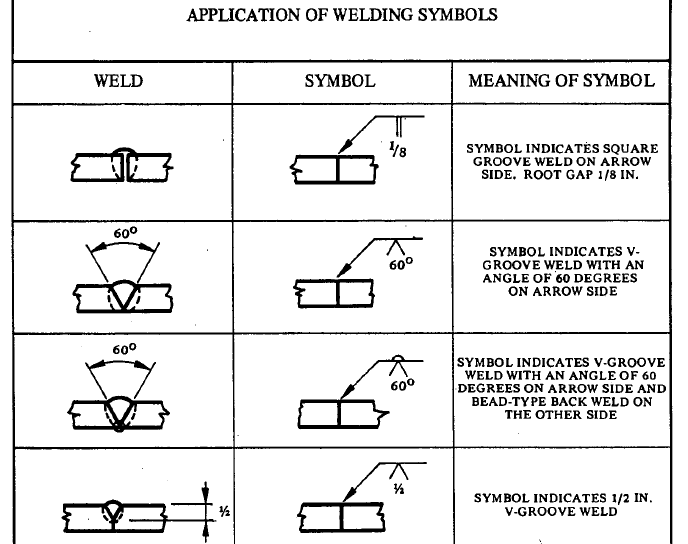 APPLICATION OF WELDING SYMBOLS
WELD
SYMBOL
MEANING OF SYMBOL
1/8
SYMBOL INDICATES SQUARE
GROOVE WELD ON ARROW
SIDE. ROOT GAP 1/8 IN.
60°
60°
SYMBOL INDICATES V-
GROOVE WELD WITH AN
ANGLE OF 60 DEGREES
ON ARROW SIDE
60°
60°
SYMBOL INDICATES V-GROOVE
WELD WITH AN ANGLE OF 60
DEGREES ON ARROW SIDE AND
BEAD-TYPE BACK WELD ON
THE OTHER SIDE
½
½
SYMBOL INDICATES 1/2 IN.
V-GROOVE WELD